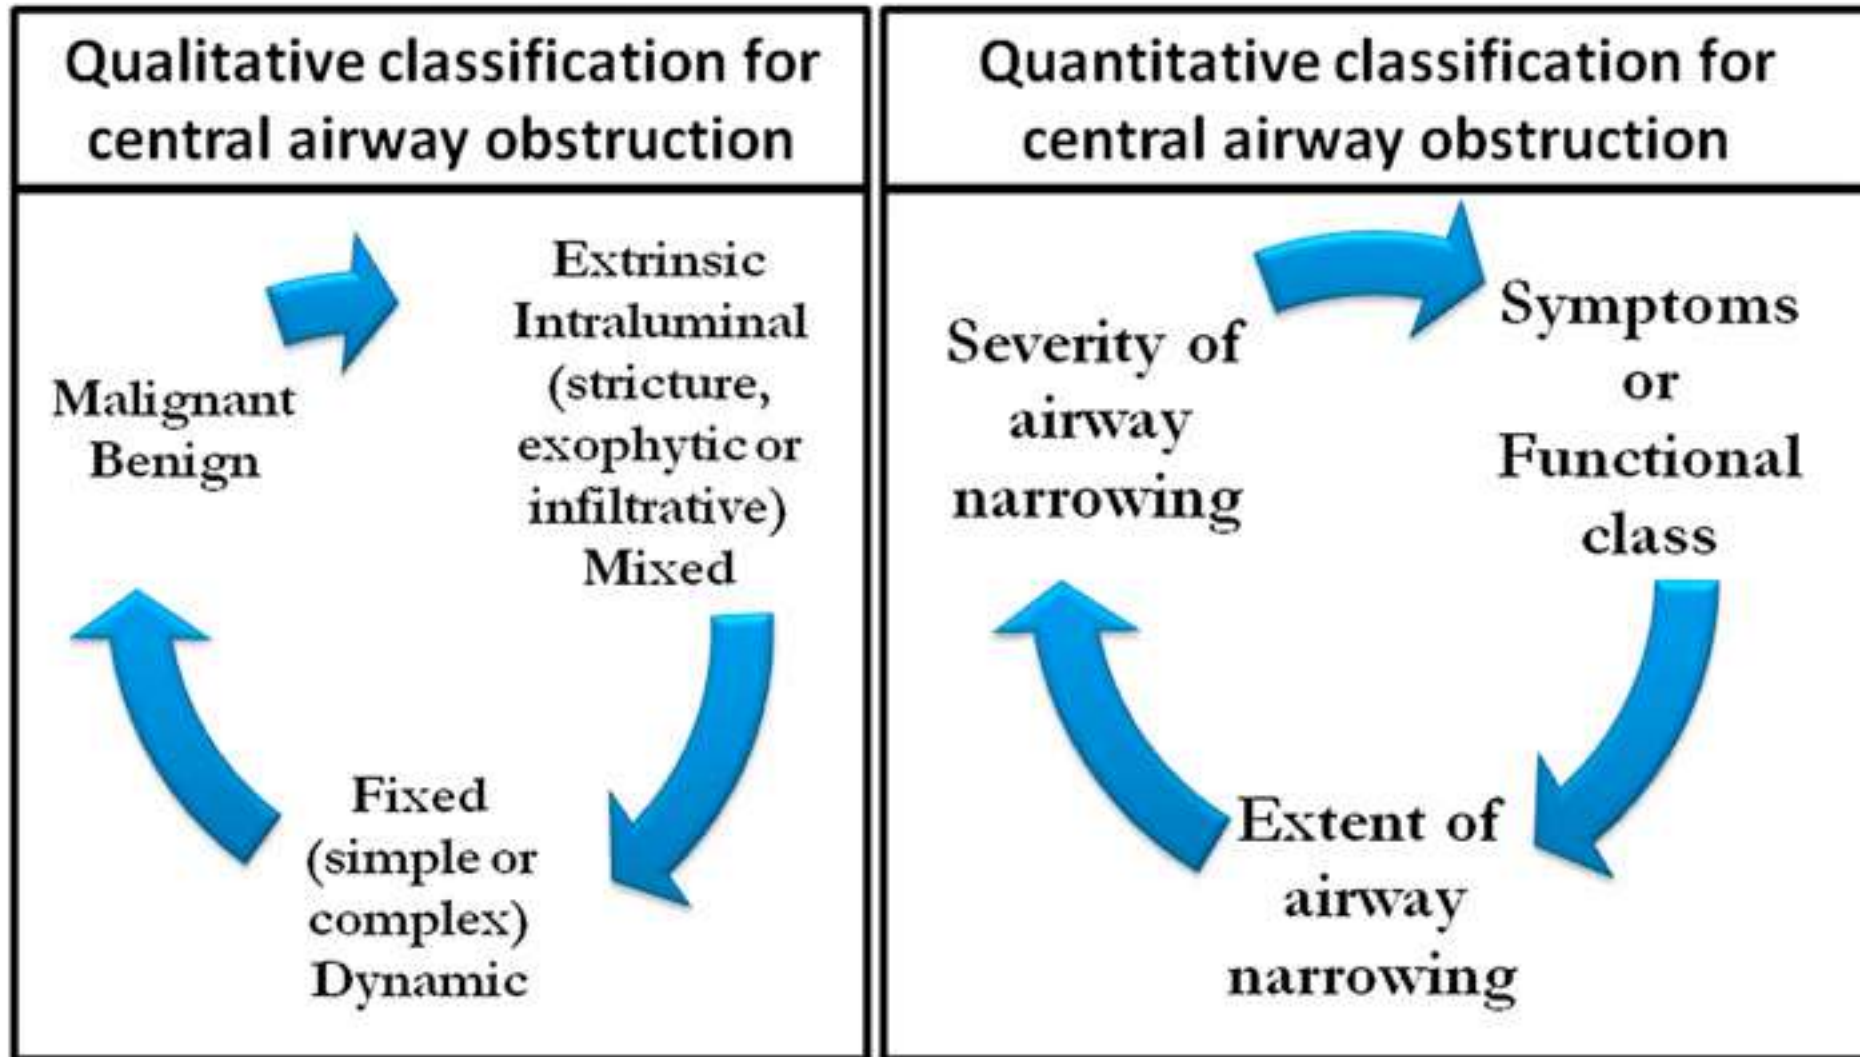 Qualitative classification for
central airway obstruction
Malignant
Benign
Extrinsic
Intraluminal
(stricture,
exophytic or
infiltrative)
Mixed
Fixed
(simple or
complex)
Dynamic
Quantitative classification for
central airway obstruction
Severity of
airway
narrowing
Symptoms
or
Functional
class
Extent of
airway
narrowing